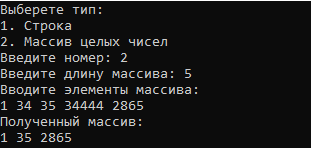 Выберете тип:
1. Строка
2. Массив целых чисел
Введите номер: 2
Введите длину массива: 5
Вводите элементы массива:
1 34 35 34444 2865
Полученный массив:
1 35 2865